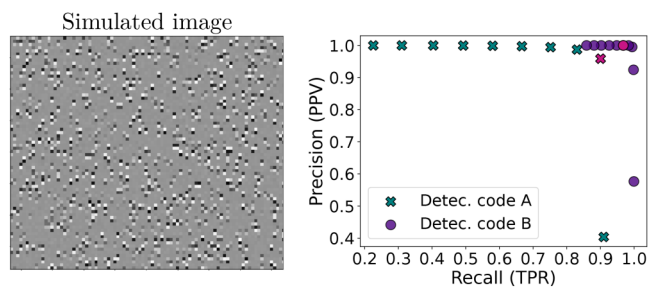 Simulated image
Precision (PPV)
1.0
0.9
0.8
0.7
0.6
0.5
0.4
Detec. code A
Detec. code B
0.2 0.3 0.4 0.5 0.6 0.7 0.8 0.9 1.0
Recall (TPR)